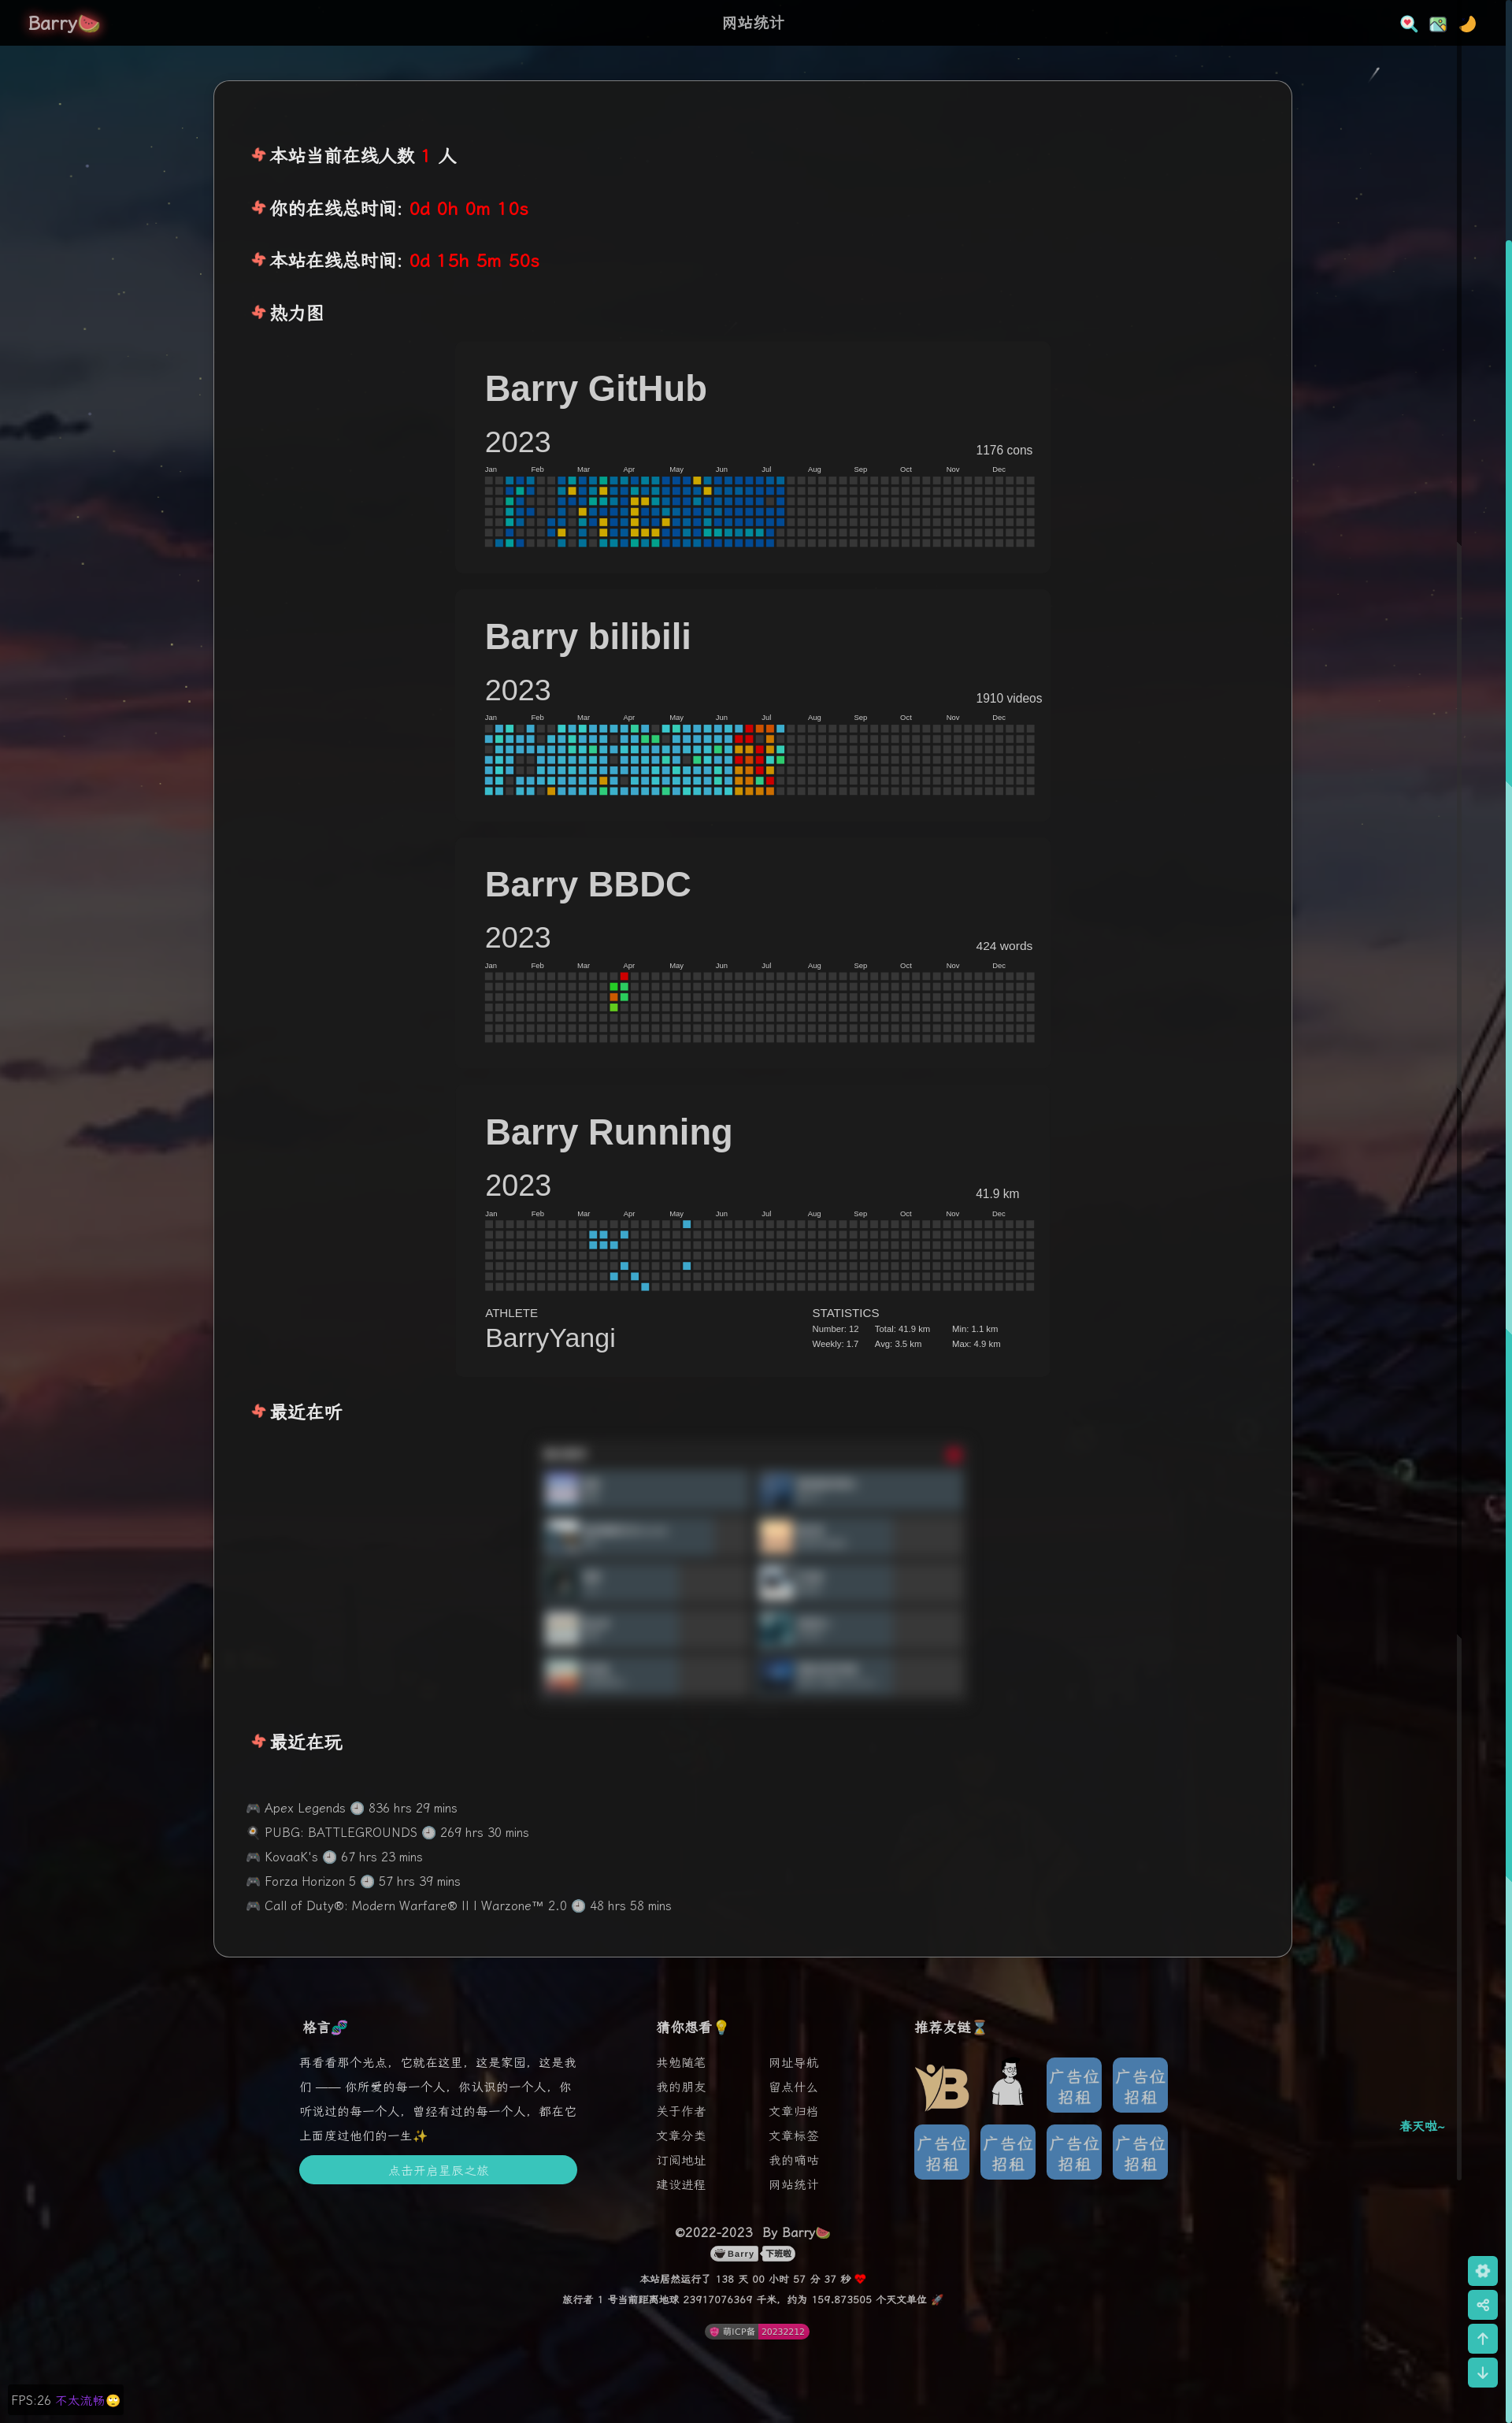 Barry🍉
网站统计
本站当前在线人数 1 人
你的在线总时间: 0d 0h 0m 10s
本站在线总时间: 0d 15h 5m 50s
热力图
Barry GitHub
2023
1176 cons
Jan Feb Mar Apr May Jun Jul Aug Sep Oct Nov Dec
Barry bilibili
2023
1910 videos
Jan Feb Mar Apr May Jun Jul Aug Sep Oct Nov Dec
Barry BBDC
2023
424 words
Jan Feb Mar Apr May Jun Jul Aug Sep Oct Nov Dec
Barry Running
2023
41.9 km
Jan Feb Mar Apr May Jun Jul Aug Sep Oct Nov Dec
ATHLETE
BarryYangi
STATISTICS
Number: 12 Total: 41.9 km Min: 1.1 km
Weekly: 1.7 Avg: 3.5 km Max: 4.9 km
最近在听
最近在玩
🎮 Apex Legends 🕘 836 hrs 29 mins
🍳 PUBG: BATTLEGROUNDS 🕘 269 hrs 30 mins
🎮 KovaaK's 🕘 67 hrs 23 mins
🎮 Forza Horizon 5 🕘 57 hrs 39 mins
🎮 Call of Duty®: Modern Warfare® II | Warzone™ 2.0 🕘 48 hrs 58 mins
格言🧬
再看看那个光点，它就在这里，这是家园，这是我
们 —— 你所爱的每一个人，你认识的一个人，你
听说过的每一个人，曾经有过的每一个人，都在它
上面度过他们的一生✨
点击开启星辰之旅
猜你想看💡
共勉随笔 网址导航
我的朋友 留点什么
关于作者 文章归档
文章分类 文章标签
订阅地址 我的嘀咕
建设进程 网站统计
推荐友链⌛
B
广告位
招租
广告位
招租
广告位
招租
广告位
招租
广告位
招租
广告位
招租
春天啦~
©2022-2023 By Barry🍉
Barry 下班啦
本站居然运行了 138 天 00 小时 57 分 37 秒 ❤
旅行者 1 号当前距离地球 23917076369 千米，约为 159.873505 个天文单位 🚀
萌ICP备 20232212
FPS:26 不太流畅🙄